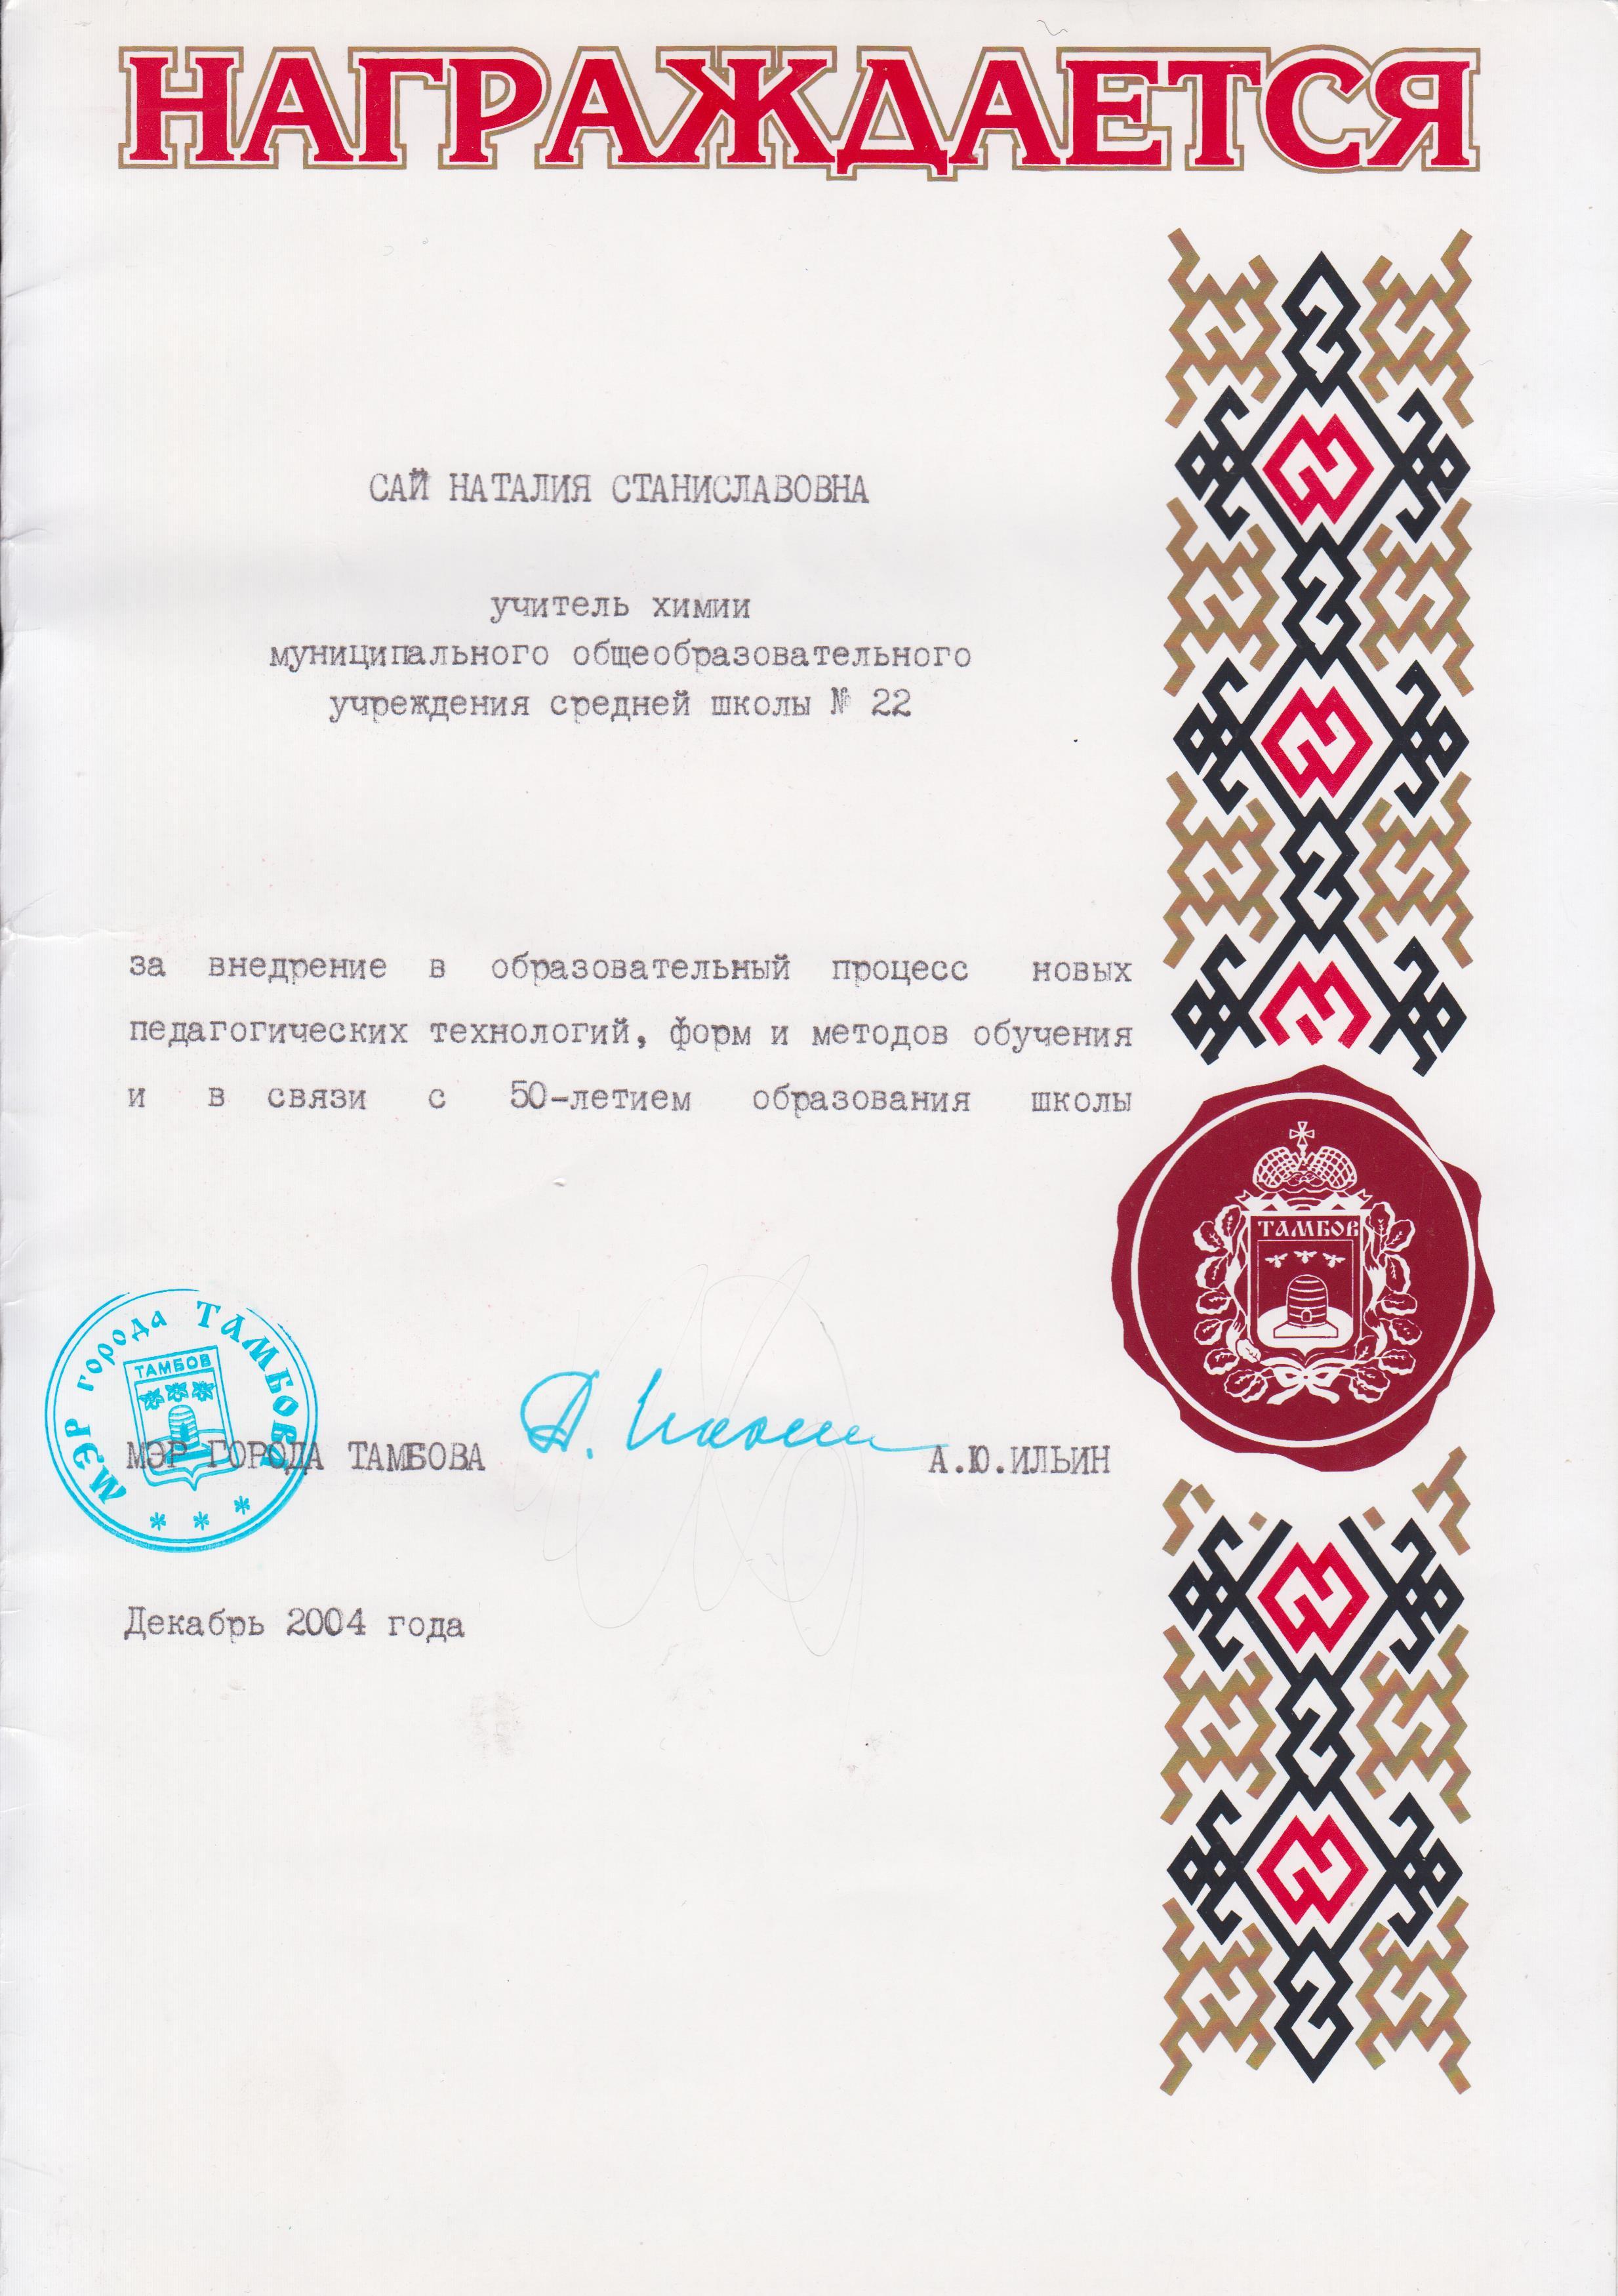 НАГРАЖДАЕТСЯ
САЙ НАТАЛИЯ СТАНИСЛАВОВНА
учитель химии
муниципального общеобразовательного
учреждения средней школы № 22
за внедрение в образовательный процесс новых
педагогических технологий, форм и методов обучения
и в связи с 50-летием образования школы
ТАМБОВ
МЭР города ТАМБОВА
ТАМБОВ
МЭР ГОРОДА ТАМБОВА
А.Ю.ИЛЬИН
Декабрь 2004 года